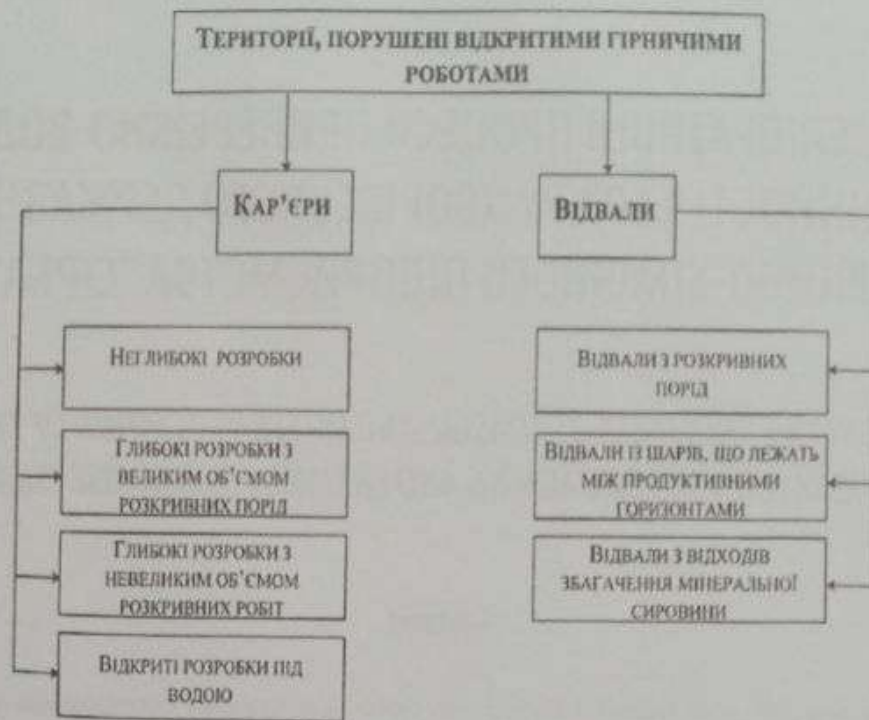 ТЕРИТОРІЇ, ПОРУШЕНІ ВІДКРИТИМИ ГІРНИЧИМИ
РОБОТАМИ
КАР’ЄРИ
ВІДВАЛИ
НЕГЛИБОКІ РОЗРОБКИ
ГЛИБОКІ РОЗРОБКИ З
ВЕЛИКИМ ОБ’ЄМОМ
РОЗКРИВНИХ ПОРІД
ГЛИБОКІ РОЗРОБКИ З
НЕВЕЛИКИМ ОБ’ЄМОМ
РОЗКРИВНИХ РОБІТ
ВІДКРИТІ РОЗРОБКИ ПІД
ВОДОЮ
ВІДВАЛИ З РОЗКРИВНИХ
ПОРІД
ВІДВАЛИ ІЗ ШАРІВ, ЩО ЛЕЖАТЬ
МІЖ ПРОДУКТИВНИМИ
ГОРИЗОНТАМИ
ВІДВАЛИ З ВІДХОДІВ
ЗБАГАЧЕННЯ МІНЕРАЛЬНОЇ
СИРОВИНИ